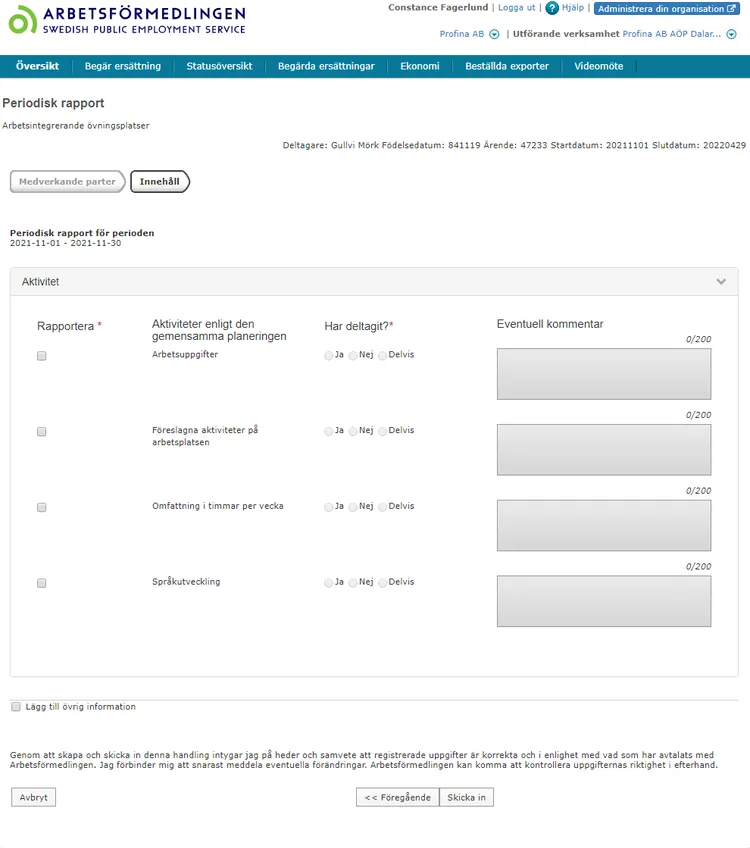 ARBETSFÖRMEDLINGEN
SWEDISH PUBLIC EMPLOYMENT SERVICE
Constance Fagerlund | Logga ut | ? Hjälp | Administrera din organisation
Profina AB | Utförande verksamhet Profina AB AÖP Dalar...
Översikt Begär ersättning Statusöversikt Begärda ersättningar Ekonomi Beställda exporter Videomöte
Periodisk rapport
Arbetsintegrerande övningsplatser
Deltagare: Gullvi Mörk Födelsedatum: 841119 Ärende: 47233 Startdatum: 20211101 Slutdatum: 20220429
Medverkande parter Innehåll
Periodisk rapport för perioden
2021-11-01 - 2021-11-30
Aktivitet
Rapportera * Aktiviteter enligt den gemensamma planeringen Har deltagit?* Eventuell kommentar
0/200
Arbetsuppgifter Ja Nej Delvis
0/200
Föreslagna aktiviteter på Ja Nej Delvis
arbetsplatsen
0/200
Omfattning i timmar per vecka Ja Nej Delvis
0/200
Språkutveckling Ja Nej Delvis
Lägg till övrig information
Genom att skapa och skicka in denna handling intygar jag på heder och samvete att registrerade uppgifter är korrekta och i enlighet med vad som har avtalats med
Arbetsförmedlingen. Jag förbinder mig att snarast meddela eventuella förändringar. Arbetsförmedlingen kan komma att kontrollera uppgifternas riktighet i efterhand.
Avbryt << Föregående Skicka in